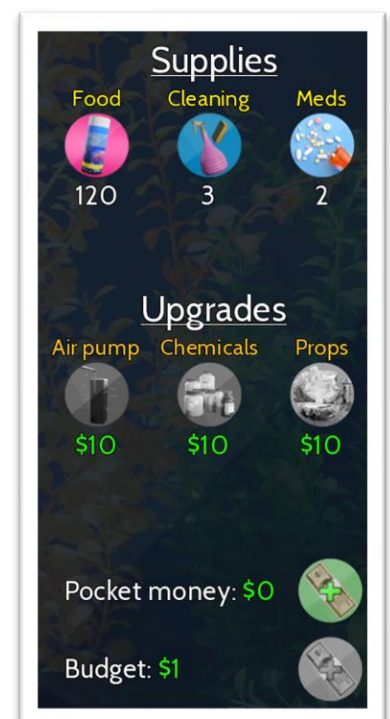 Supplies
Food Cleaning Meds
120 3 2
Upgrades
Air pump Chemicals Props
$10 $10 $10
Pocket money: $0
Budget: $1